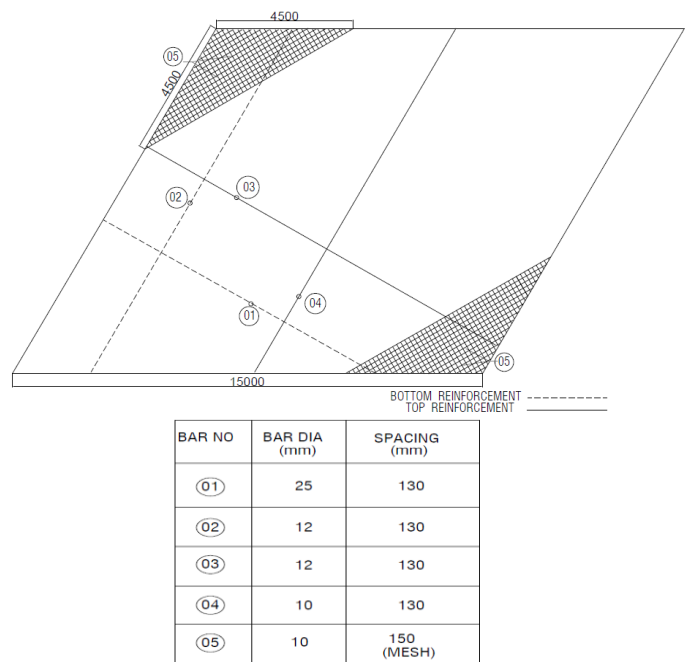 4500
05
4500
02
03
04
01
05
15000
BOTTOM REINFORCEMENT
TOP REINFORCEMENT
BAR NO BAR DIA (mm) SPACING (mm)
01 25 130
02 12 130
03 12 130
04 10 130
05 10 150 (MESH)